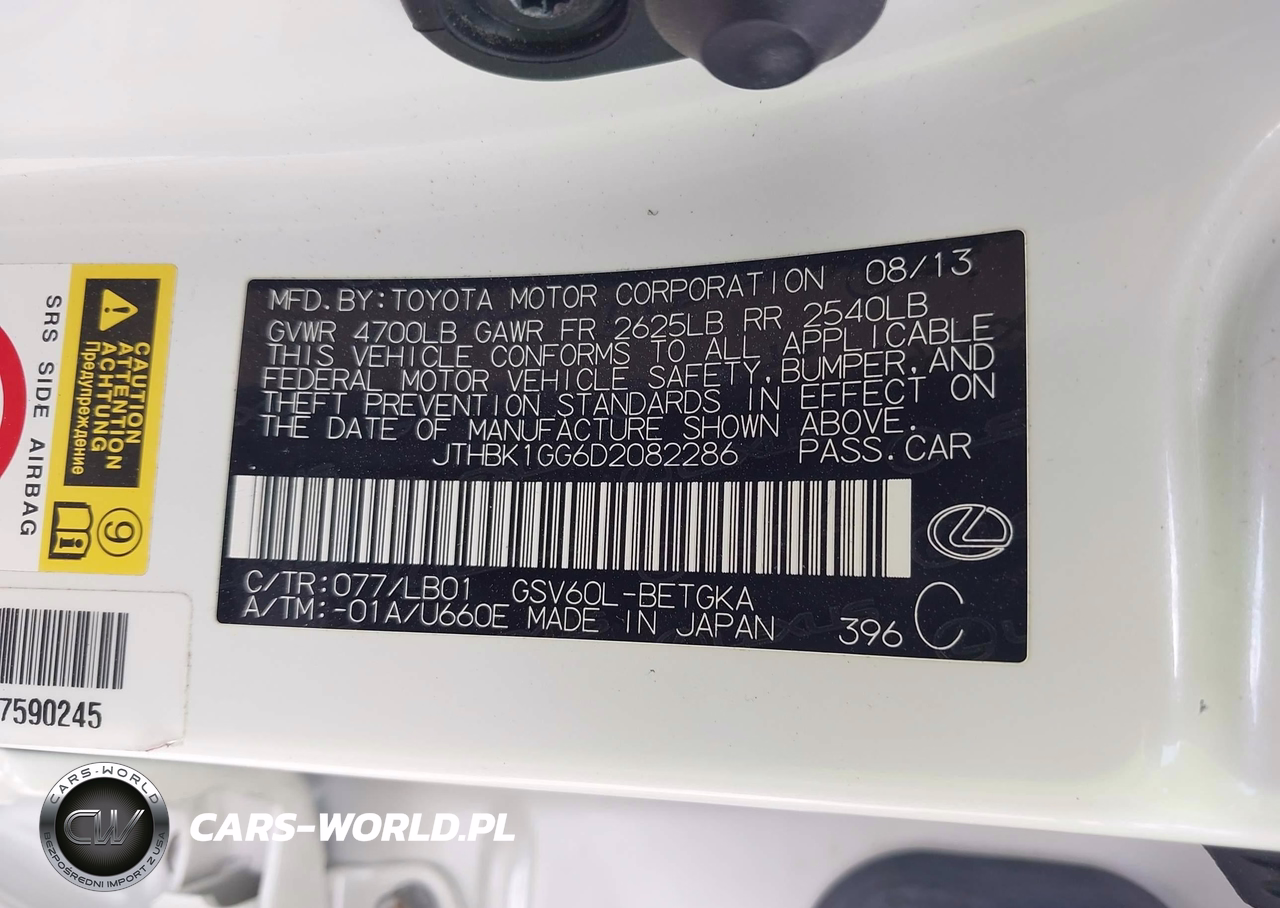 MFD.BY:TOYOTA MOTOR CORPORATION 08/13
GVWR 4700LB GAWR FR 2625LB RR 2540LB
THIS VEHICLE CONFORMS TO ALL APPLICABLE
FEDERAL MOTOR VEHICLE SAFETY,BUMPER,AND
THEFT PREVENTION STANDARDS IN EFFECT ON
THE DATE OF MANUFACTURE SHOWN ABOVE.
JTHBK1GG6D2082286 PASS.CAR
C/TR:077/LB01 GSV60L-BETGKA
A/TM:-01A/U660E MADE IN JAPAN 396 C
CAUTION
ATTENTION
ACHTUNG
Предупреждение
SRS SIDE AIRBAG
9
i
7590245
CARS-WORLD
CW
BEZPOŚREDNI IMPORT Z USA
CARS-WORLD.PL